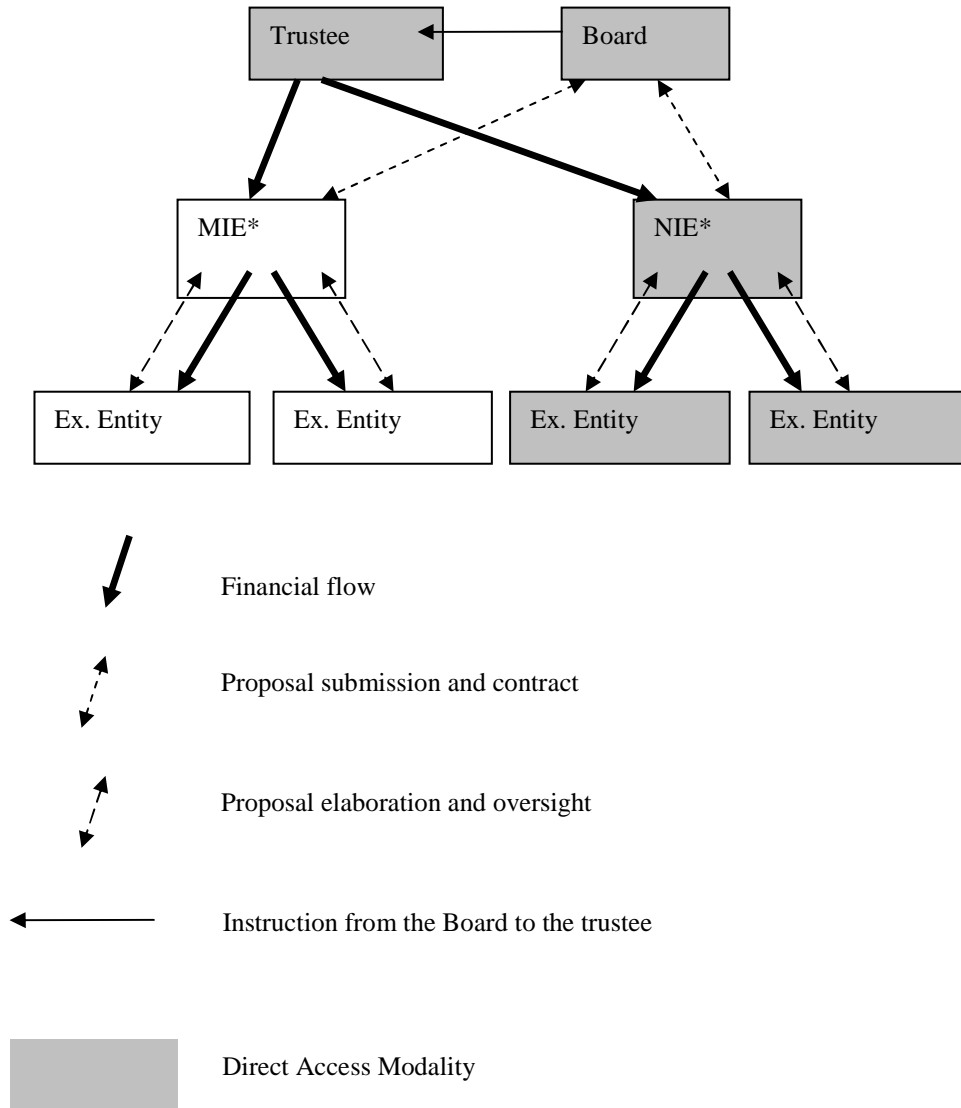 Trustee
Board
MIE*
NIE*
Ex. Entity
Ex. Entity
Ex. Entity
Ex. Entity
Financial flow
Proposal submission and contract
Proposal elaboration and oversight
Instruction from the Board to the trustee
Direct Access Modality